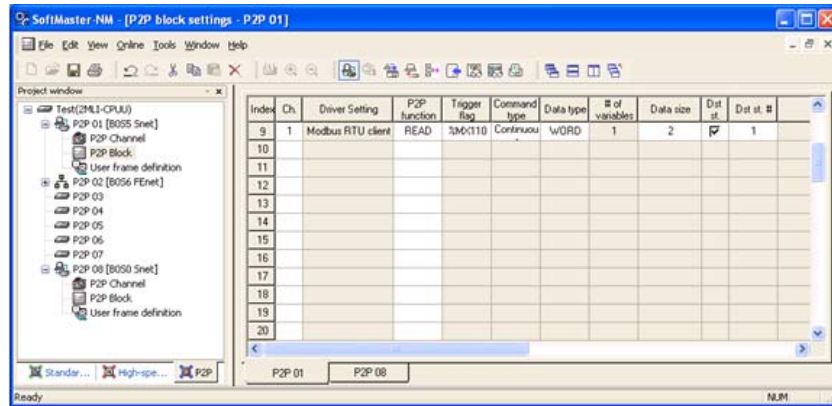 SoftMaster-NM - [P2P block settings - P2P 01]
File Edit View Online Tools Window Help
Project window
Test(2MLI-CPUU)
P2P 01 [B0S5 Snet]
P2P Channel
P2P Block
User frame definition
P2P 02 [B0S6 FEnet]
P2P 03
P2P 04
P2P 05
P2P 06
P2P 07
P2P 08 [B0S0 Snet]
P2P Channel
P2P Block
User frame definition
Standar... High-spe... P2P
Index Ch. Driver Setting P2P function Trigger flag Command type Data type # of variables Data size Dst st. Dst st. #
9 1 Modbus RTU client READ %MX110 Continuou WORD 1 2 1
10
11
12
13
14
15
16
17
18
19
20
P2P 01 P2P 08
Ready NUM